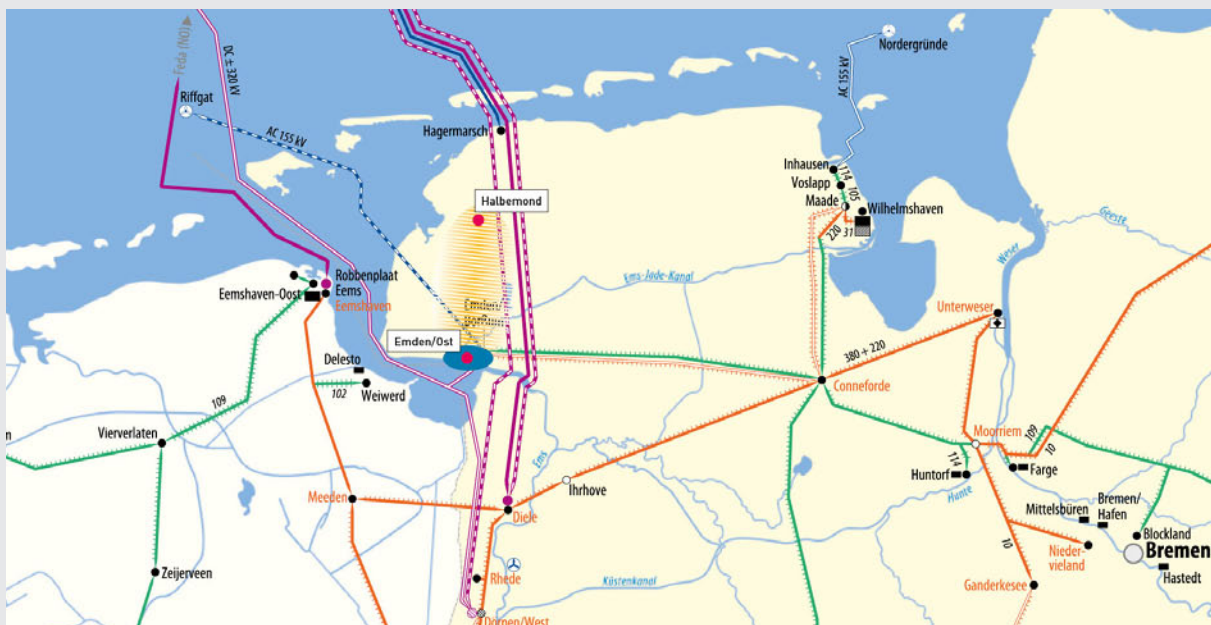 Feda (NO)
DC ± 320 kV
Nordergründe
AC 155 kV
Riffgat
AC 155 kV
Hagermarsch
Inhausen
114
Voslapp
105
Maade
Wilhelmshaven
31
220
Halbemond
Geeste
Weser
Ems-Jade-Kanal
Robbenplaat
Eems
Eemshaven-Oost
Eemshaven
Unterweser
Emden/Ost
380 + 220
Delesto
102
Weiwerd
Conneforde
109
Vierverlaten
Moorriem
109
10
Ems
Ihrhove
114
Huntorf
Farge
Hunte
Meeden
Diele
Mittelsbüren
Bremen/
Hafen
10
Blockland
Bremen
Nieder-
vieland
Hastedt
Zeijerveen
Rhede
Küstenkanal
Ganderkesee
Dörpen/West